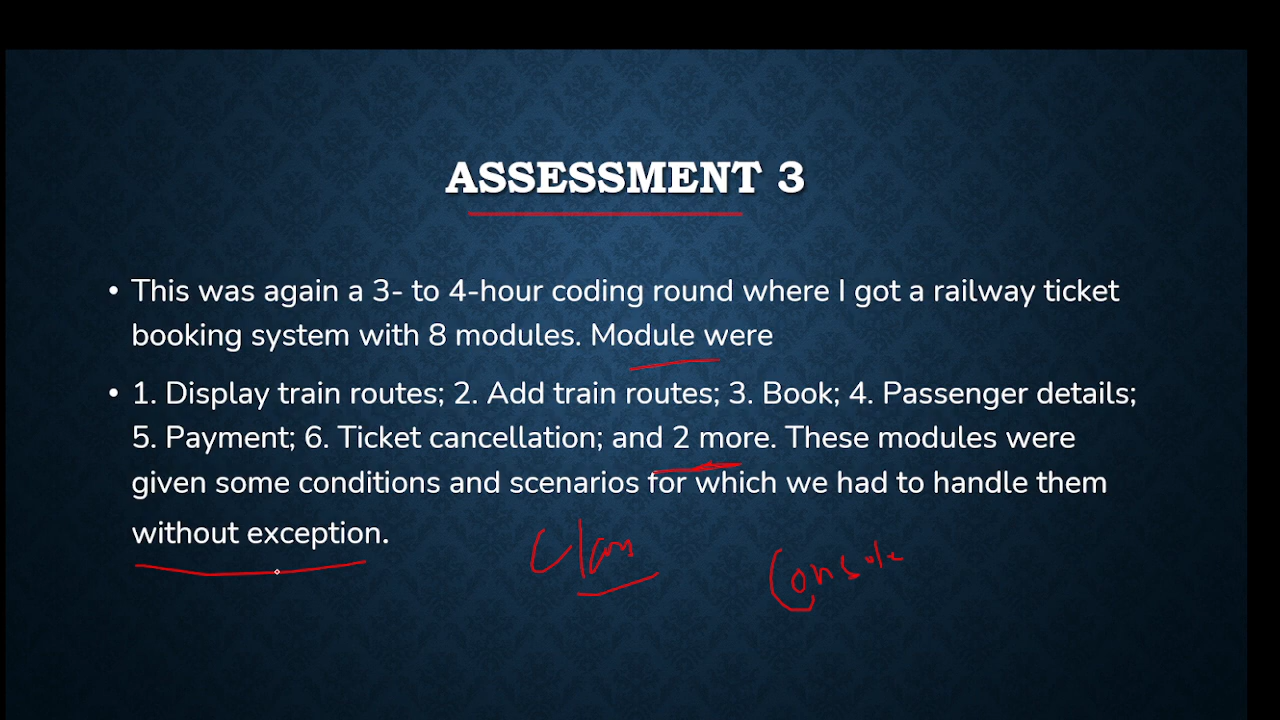 ASSESSMENT 3
• This was again a 3- to 4-hour coding round where I got a railway ticket
booking system with 8 modules. Module were
• 1. Display train routes; 2. Add train routes; 3. Book; 4. Passenger details;
5. Payment; 6. Ticket cancellation; and 2 more. These modules were
given some conditions and scenarios for which we had to handle them
without exception.
Console